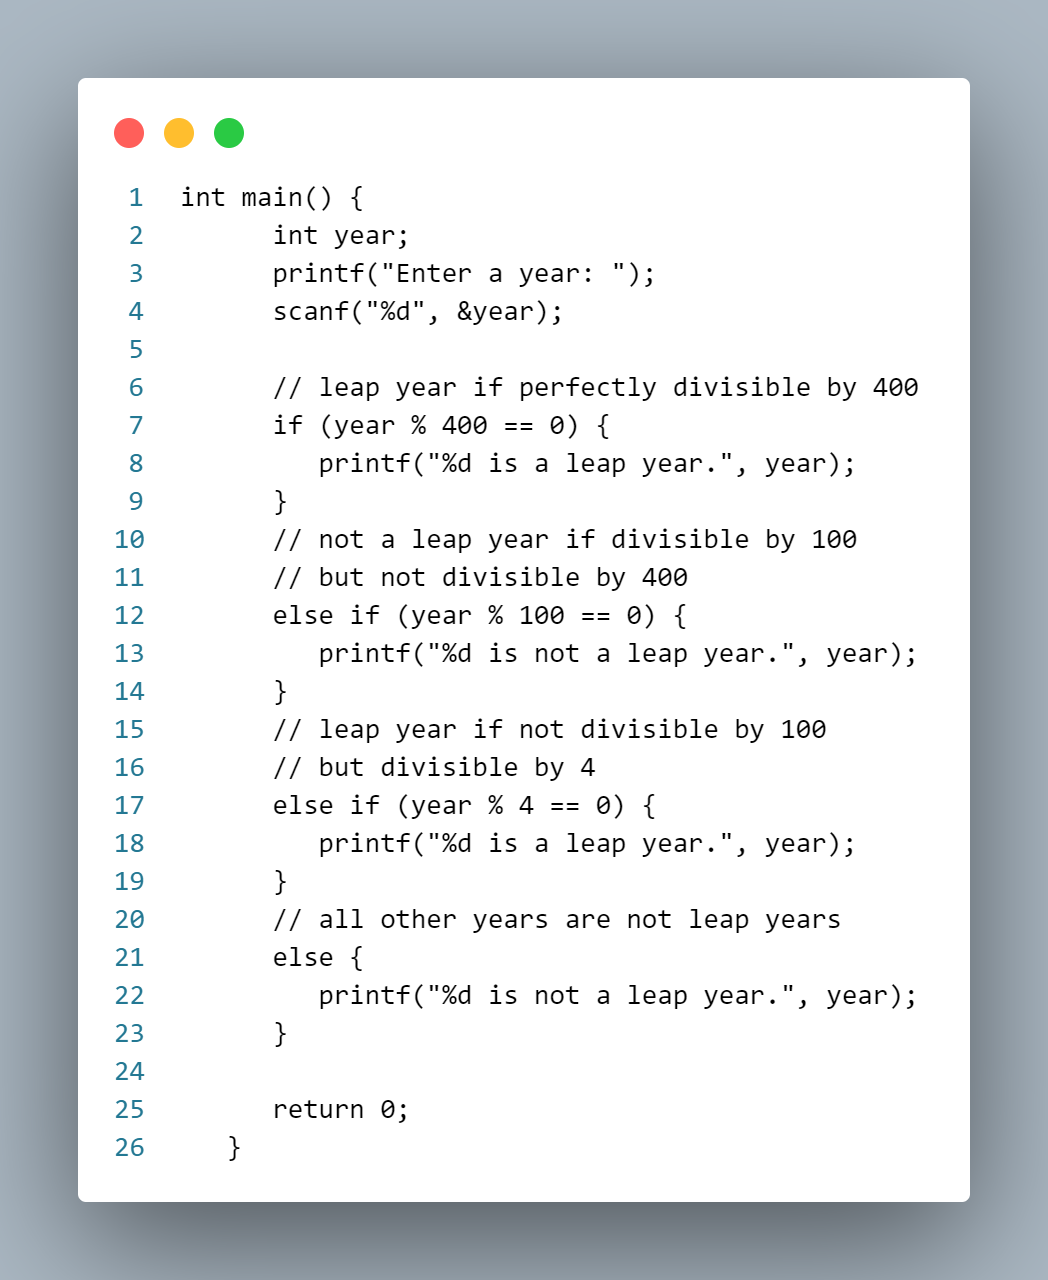 1 int main() {
2 int year;
3 printf("Enter a year: ");
4 scanf("%d", &year);
5
6 // leap year if perfectly divisible by 400
7 if (year % 400 == 0) {
8 printf("%d is a leap year.", year);
9 }
10 // not a leap year if divisible by 100
11 // but not divisible by 400
12 else if (year % 100 == 0) {
13 printf("%d is not a leap year.", year);
14 }
15 // leap year if not divisible by 100
16 // but divisible by 4
17 else if (year % 4 == 0) {
18 printf("%d is a leap year.", year);
19 }
20 // all other years are not leap years
21 else {
22 printf("%d is not a leap year.", year);
23 }
24
25 return 0;
26 }